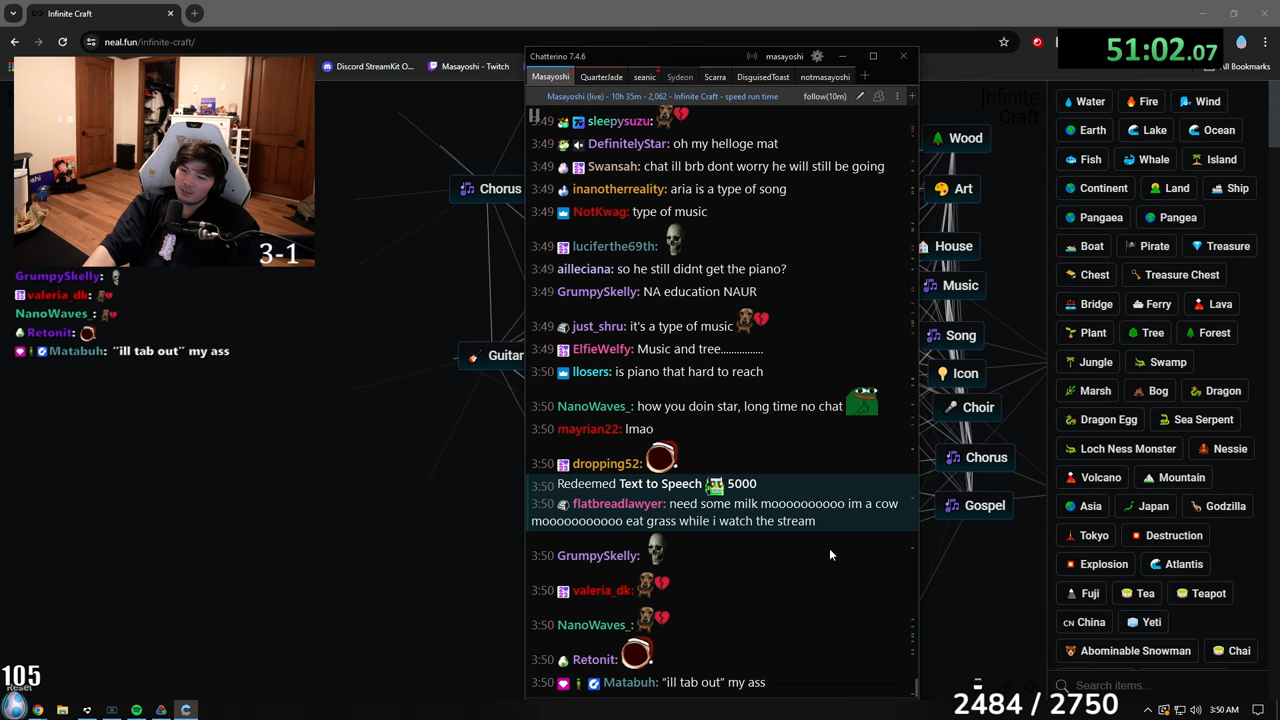 Infinite Craft
neal.fun/infinite-craft/
Discord StreamKit O...
Masayoshi - Twitch
All Bookmarks
51:02.07
3-1
GrumpySkelly:
valeria_dk:
NanoWaves_:
Retonit:
Matabuh: “ill tab out” my ass
Chorus
Guitar
Chatterino 7.4.6
masayoshi
Masayoshi QuarterJade seanic Sydeon Scarra DisguisedToast notmasayoshi
Masayoshi (live) - 10h 35m - 2,062 - Infinite Craft - speed run time
follow(10m)
3:49 sleepysuzu:
3:49 DefinitelyStar: oh my helloge mat
3:49 Swansah: chat ill brb dont worry he will still be going
3:49 inanotherreality: aria is a type of song
3:49 NotKwag: type of music
3:49 luciferthe69th:
3:49 ailleciana: so he still didnt get the piano?
3:49 GrumpySkelly: NA education NAUR
3:49 just_shru: it's a type of music
3:49 ElfieWelfy: Music and tree...............
3:50 llosers: is piano that hard to reach
3:50 NanoWaves_: how you doin star, long time no chat
3:50 mayrian22: lmao
3:50 dropping52:
3:50 Redeemed Text to Speech 5000
3:50 flatbreadlawyer: need some milk moooooooooo im a cow
mooooooooooo eat grass while i watch the stream
3:50 GrumpySkelly:
3:50 valeria_dk:
3:50 NanoWaves_:
3:50 Retonit:
3:50 Matabuh: “ill tab out” my ass
Infinite
Craft
Wood
Art
House
Music
Song
Icon
Choir
Chorus
Gospel
Water Fire Wind
Earth Lake Ocean
Fish Whale Island
Continent Land Ship
Pangaea Pangea
Boat Pirate Treasure
Chest Treasure Chest
Bridge Ferry Lava
Plant Tree Forest
Jungle Swamp
Marsh Bog Dragon
Dragon Egg Sea Serpent
Loch Ness Monster Nessie
Volcano Mountain
Asia Japan Godzilla
Tokyo Destruction
Explosion Atlantis
Fuji Tea Teapot
CN China Yeti
Abominable Snowman Chai
Search items...
105
Reset
2484 / 2750
3:50 AM